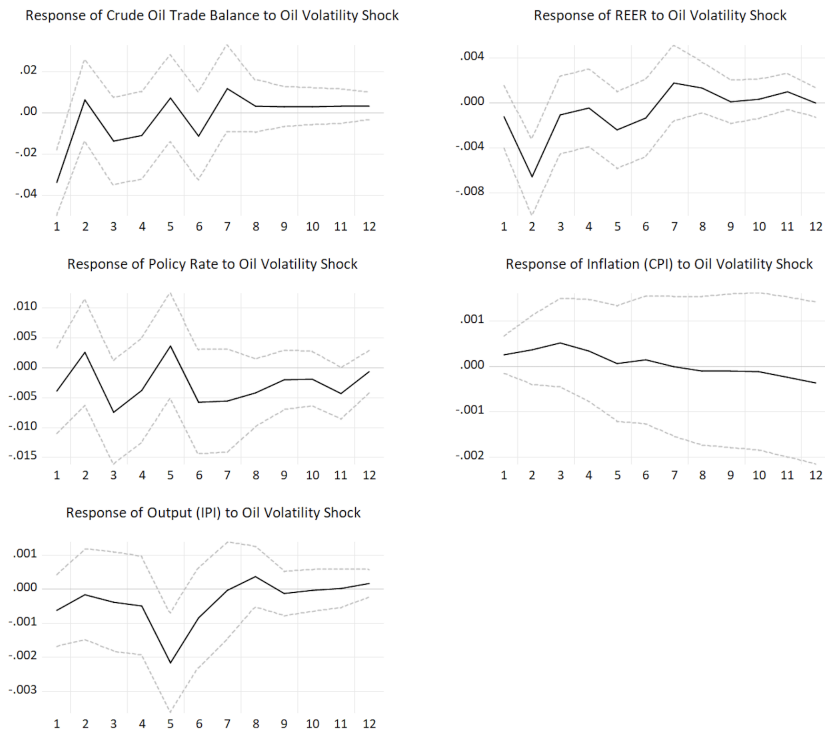 Response of Crude Oil Trade Balance to Oil Volatility Shock
.02
.00
-.02
-.04
1 2 3 4 5 6 7 8 9 10 11 12
Response of REER to Oil Volatility Shock
.004
.000
-.004
-.008
1 2 3 4 5 6 7 8 9 10 11 12
Response of Policy Rate to Oil Volatility Shock
.010
.005
.000
-.005
-.010
-.015
1 2 3 4 5 6 7 8 9 10 11 12
Response of Inflation (CPI) to Oil Volatility Shock
.001
.000
-.001
-.002
1 2 3 4 5 6 7 8 9 10 11 12
Response of Output (IPI) to Oil Volatility Shock
.001
.000
-.001
-.002
-.003
1 2 3 4 5 6 7 8 9 10 11 12